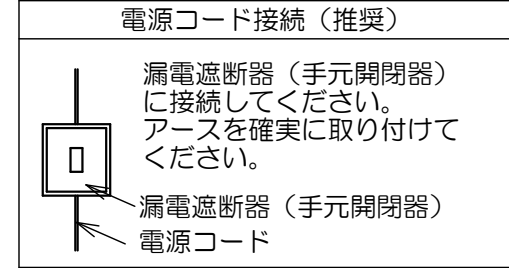 電源コード接続（推奨）
漏電遮断器（手元開閉器）
に接続してください。
アースを確実に取り付けて
ください。
漏電遮断器（手元開閉器）
電源コード